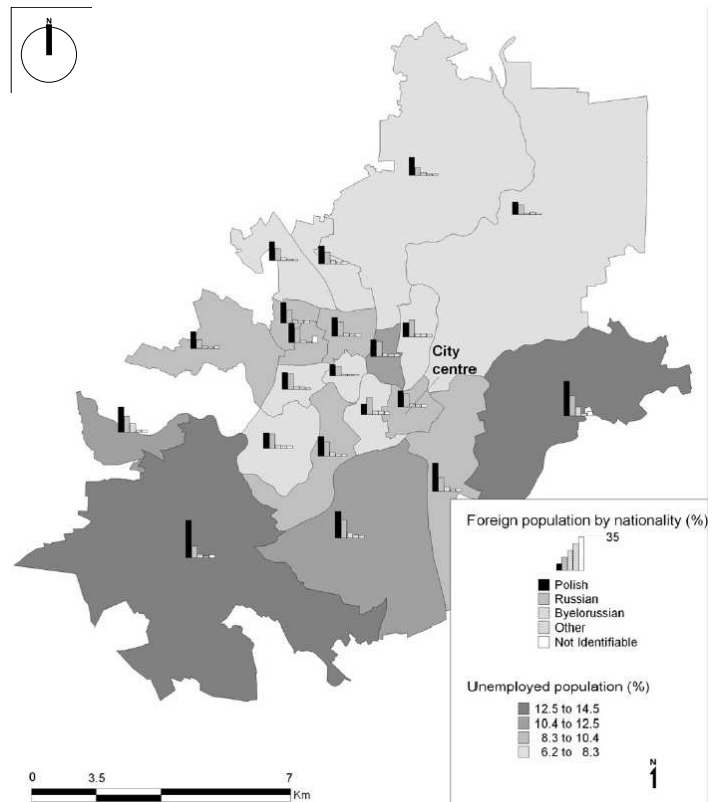 N
City
centre
Foreign population by nationality (%)
35
Polish
Russian
Byelorussian
Other
Not Identifiable
Unemployed population (%)
12.5 to 14.5
10.4 to 12.5
8.3 to 10.4
6.2 to 8.3
N
0 3.5 7
Km